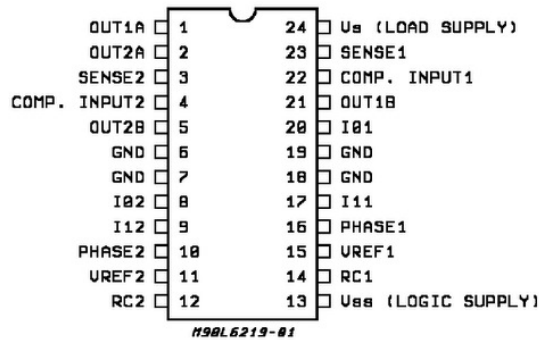 OUT1A 1 24 Vs (LOAD SUPPLY)
OUT2A 2 23 SENSE1
SENSE2 3 22 COMP. INPUT1
COMP. INPUT2 4 21 OUT1B
OUT2B 5 20 I01
GND 6 19 GND
GND 7 18 GND
I02 8 17 I11
I12 9 16 PHASE1
PHASE2 10 15 VREF1
VREF2 11 14 RC1
RC2 12 13 Vss (LOGIC SUPPLY)
M90L6219-01